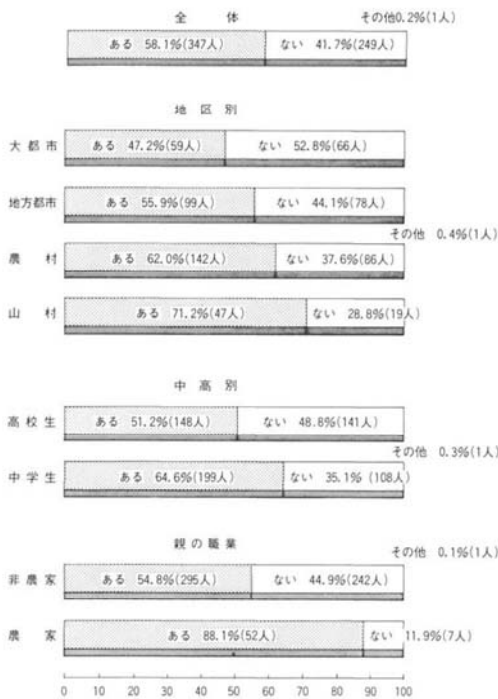 全体
その他0.2%(1人)
ある 58.1%(347人) ない 41.7%(249人)
地区別
大都市 ある 47.2%(59人) ない 52.8%(66人)
地方都市 ある 55.9%(99人) ない 44.1%(78人)
その他 0.4%(1人)
農村 ある 62.0%(142人) ない 37.6%(86人)
山村 ある 71.2%(47人) ない 28.8%(19人)
中高別
高校生 ある 51.2%(148人) ない 48.8%(141人)
その他 0.3%(1人)
中学生 ある 64.6%(199人) ない 35.1% (108人)
親の職業
その他 0.1%(1人)
非農家 ある 54.8%(295人) ない 44.9%(242人)
農家 ある 88.1%(52人) ない 11.9%(7人)
0 10 20 30 40 50 60 70 80 90 100